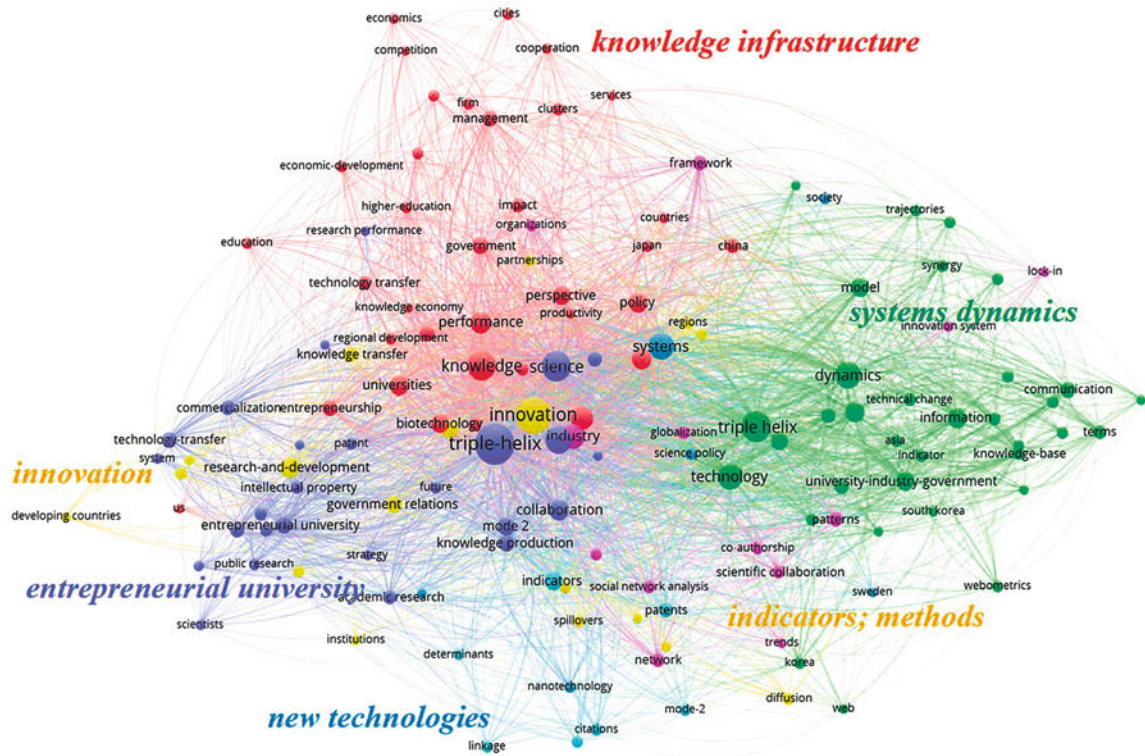 economics
cities
knowledge infrastructure
competition
cooperation
services
firm
clusters
management
economic-development
framework
society
higher-education
impact
trajectories
research performance
organizations
countries
education
government
japan
china
partnerships
synergy
lock-in
technology transfer
model
perspective
policy
knowledge economy
productivity
systems dynamics
regional development
performance
regions
innovation system
knowledge transfer
systems
knowledge
science
dynamics
universities
communication
technical change
commercialization
entrepreneurship
innovation
information
biotechnology
triple helix
technology-transfer
patent
triple-helix
industry
globalization
asia
terms
system
science policy
indicator
knowledge-base
innovation
research-and-development
technology
university-industry-government
intellectual property
future
us
government relations
collaboration
south korea
developing countries
patterns
entrepreneurial university
mode 2
knowledge production
co-authorship
strategy
public research
scientific collaboration
indicators
social network analysis
webometrics
entrepreneurial university
academic research
sweden
patents
scientists
spillovers
indicators; methods
institutions
trends
determinants
network
korea
nanotechnology
diffusion
new technologies
mode-2
web
citations
linkage